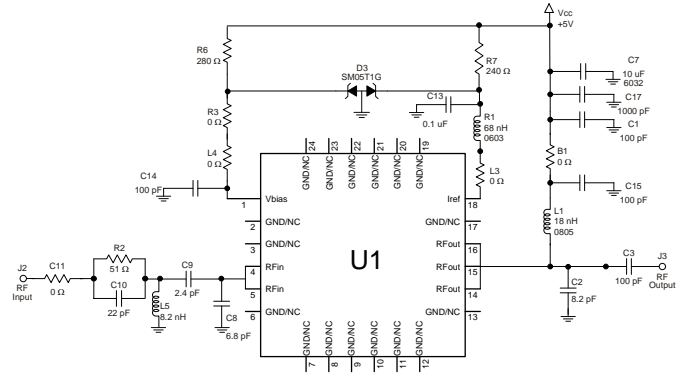 Vcc
+5V
R6
280 Ω
R7
240 Ω
D3
SM05T1G
C7
10 uF
6032
C17
1000 pF
C1
100 pF
C13
0.1 uF
R3
0 Ω
R1
68 nH
0603
L4
0 Ω
B1
0 Ω
L3
0 Ω
C14
100 pF
C15
100 pF
L1
18 nH
0805
24
23
22
21
20
19
GND/NC
GND/NC
GND/NC
GND/NC
GND/NC
GND/NC
1
Vbias
Iref
18
2
GND/NC
GND/NC
17
3
GND/NC
RFout
16
U1
4
RFin
RFout
15
5
RFin
RFout
14
6
GND/NC
GND/NC
13
GND/NC
GND/NC
GND/NC
GND/NC
GND/NC
GND/NC
7
8
9
10
11
12
J2
RF
Input
C11
0 Ω
R2
51 Ω
C10
22 pF
L5
8.2 nH
C9
2.4 pF
C8
6.8 pF
C2
8.2 pF
C3
100 pF
J3
RF
Output